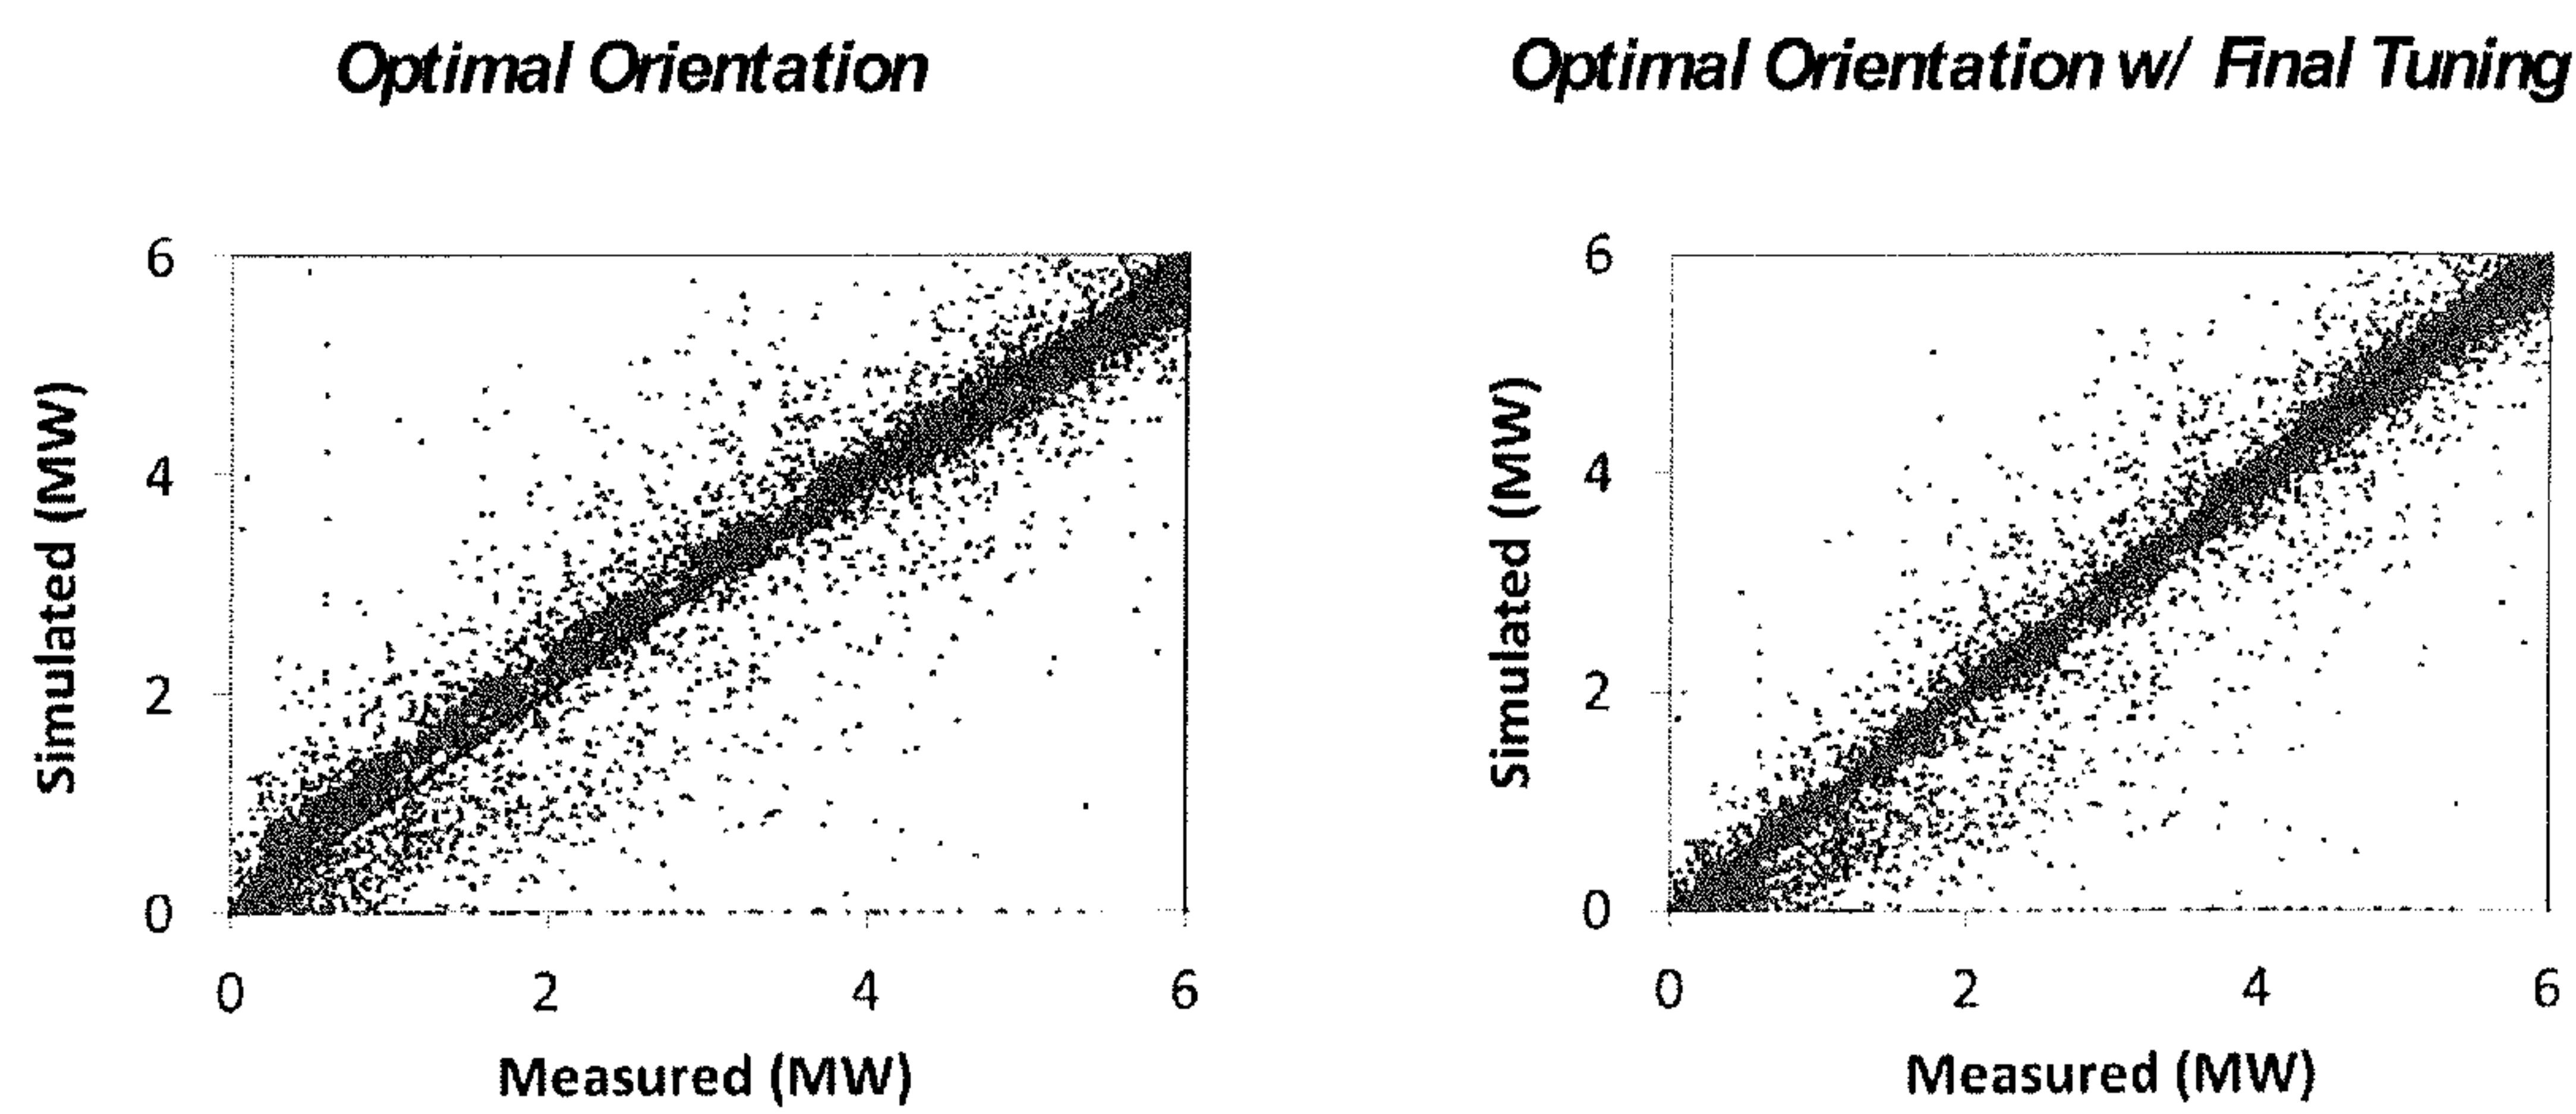 Optimal Orientation
Optimal Orientation w/ Final Tuning
Simulated (MW)
6
4
2
0
0 2 4 6
Measured (MW)
Simulated (MW)
6
4
2
0
0 2 4 6
Measured (MW)